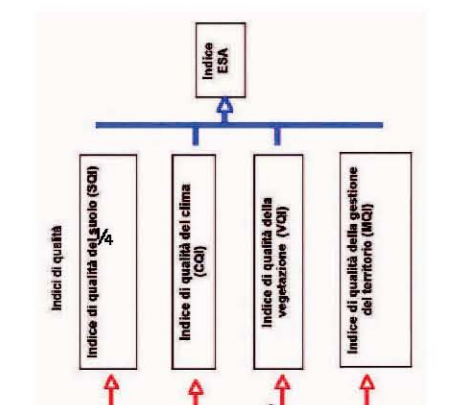 Indice
ESA
Indici di qualità
Indice di qualità del suolo (SQI)
¼
Indice di qualità del clima
(CQI)
Indice di qualità della
vegetazione (VQI)
Indice di qualità della gestione
del territorio (MQI)